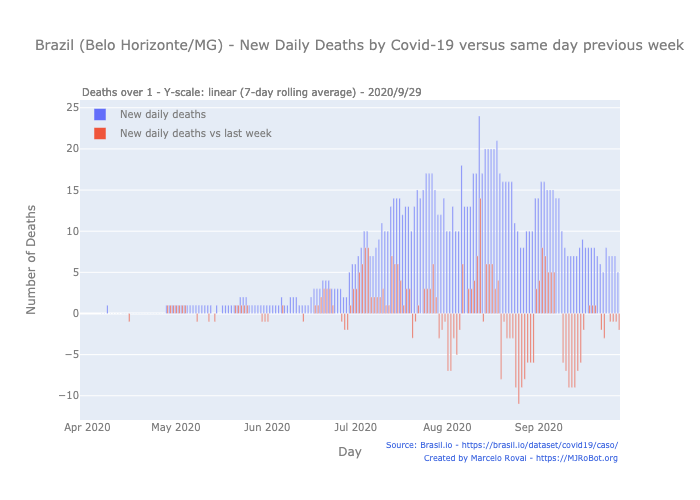 Brazil (Belo Horizonte/MG) - New Daily Deaths by Covid-19 versus same day previous week
Deaths over 1 - Y-scale: linear (7-day rolling average) - 2020/9/29
New daily deaths
New daily deaths vs last week
25
20
15
10
5
0
−5
−10
Number of Deaths
Apr 2020
May 2020
Jun 2020
Jul 2020
Aug 2020
Sep 2020
Day
Source: Brasil.io - https://brasil.io/dataset/covid19/caso/
Created by Marcelo Rovai - https://MJRoBot.org